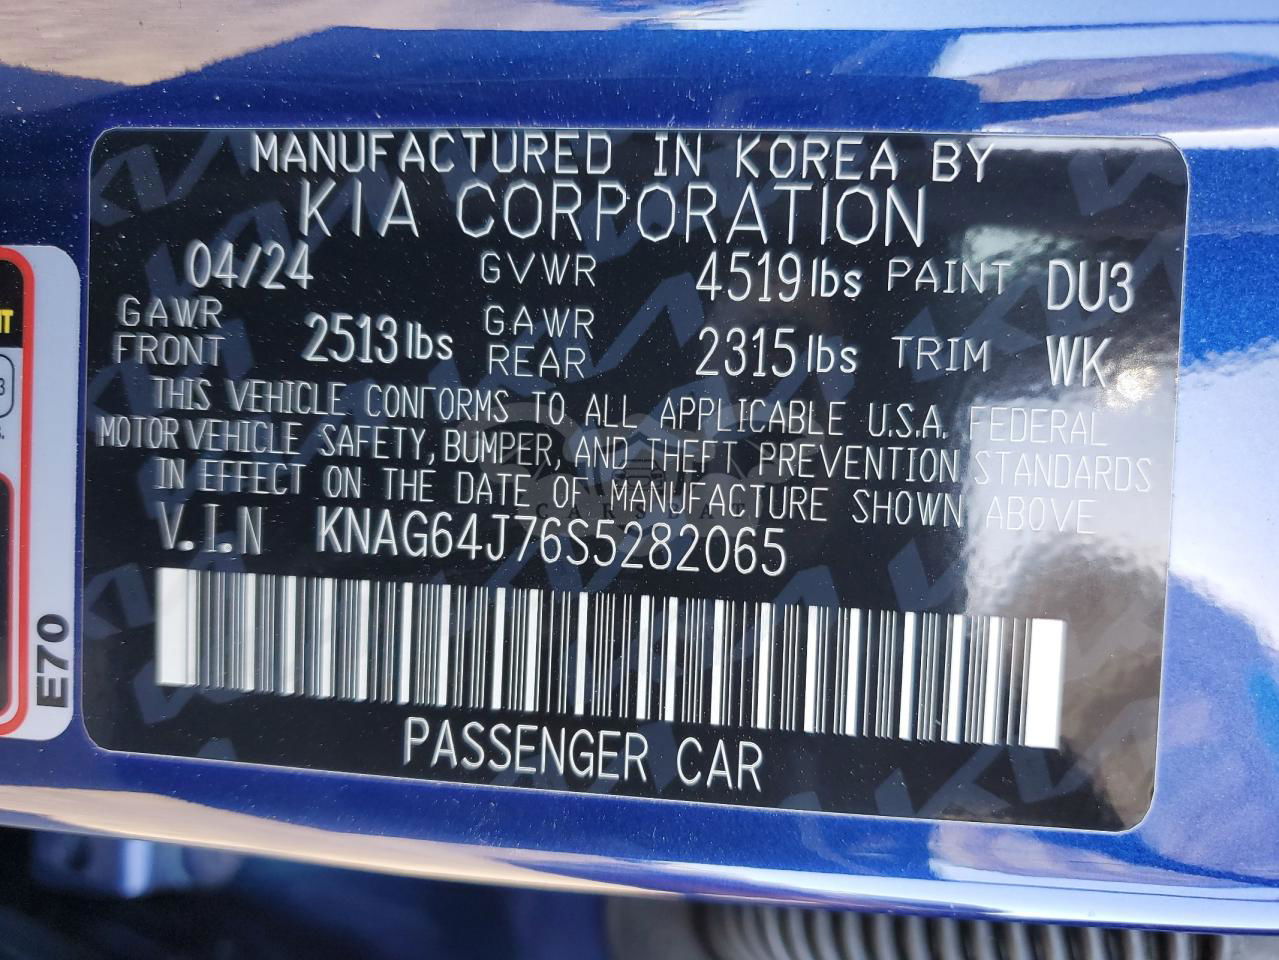 MANUFACTURED IN KOREA BY
KIA CORPORATION
04/24 GVWR 4519 lbs PAINT DU3
GAWR FRONT 2513 lbs GAWR REAR 2315 lbs TRIM WK
THIS VEHICLE CONFORMS TO ALL APPLICABLE U.S.A. FEDERAL
MOTOR VEHICLE SAFETY, BUMPER, AND THEFT PREVENTION STANDARDS
IN EFFECT ON THE DATE OF MANUFACTURE SHOWN ABOVE
V.I.N KNAG64J76S5282065
PASSENGER CAR
E70